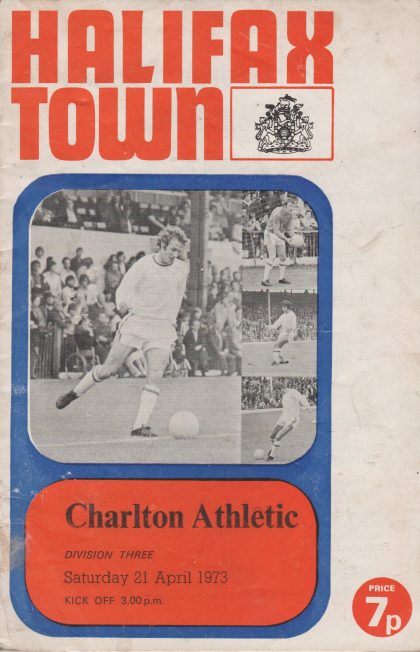 HALIFAX
TOWN
Charlton Athletic
DIVISION THREE
Saturday 21 April 1973
KICK OFF 3.00 p.m.
PRICE
7p